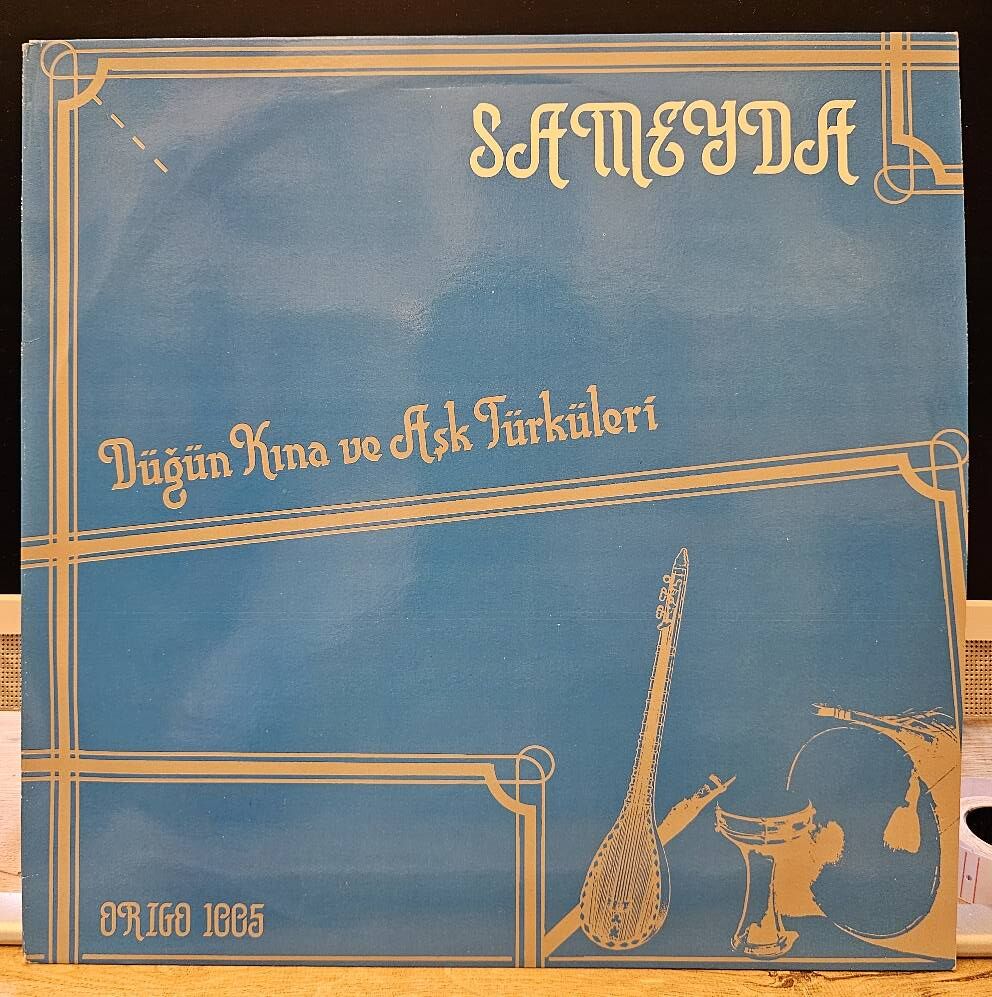 SAMEYDA
Düğün Kına ve Aşk Türküleri
ORIGO 1005